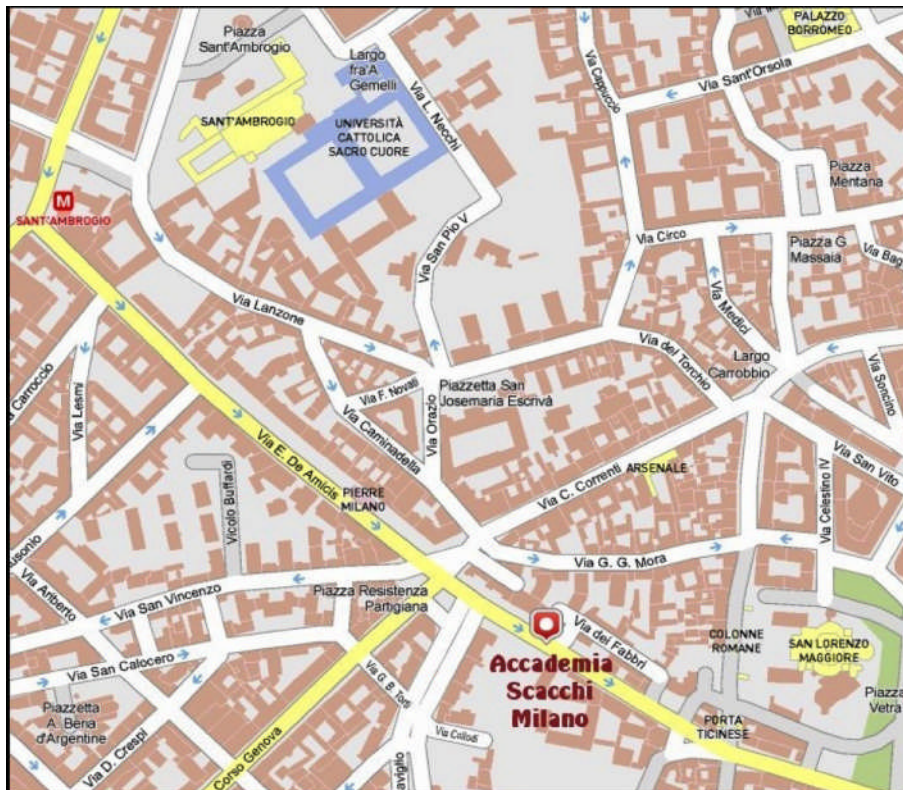 PALAZZO
BORROMEO
Piazza
Sant'Ambrogio
Largo
fra'A
Gemelli
Via Cappuccio
Via Sant'Orsola
SANT'AMBROGIO
UNIVERSITÀ
CATTOLICA
SACRO CUORE
Via L. Necchi
Piazza
Mentana
M
SANT'AMBROGIO
Via San Pio V
Via Circo
Piazza G
Massaia
Via Bag
Via Lanzone
Via Medici
Via del Torchio
Largo
Carrobbio
Via Soncino
Via Lesmi
Via F. Novati
Piazzetta San
Josemaria Escrivà
Via Orazio
Via Caminadella
Via E. De Amicis
Vicolo Buffardi
PIERRE
MILANO
Via C. Correnti
ARSENALE
Via San Vito
Via Celestino IV
Via G. G. Mora
Via Ariberto
Via San Vincenzo
Piazza Resistenza
Partigiana
Via dei Fabbri
COLONNE
ROMANE
SAN LORENZO
MAGGIORE
Via San Calocero
Accademia
Scacchi
Milano
Via G. B. Torti
Piazza
Vetra
Piazzetta
A. Beria
d'Argentine
Via D. Crespi
Corso Genova
Via Collodi
PORTA
TICINESE